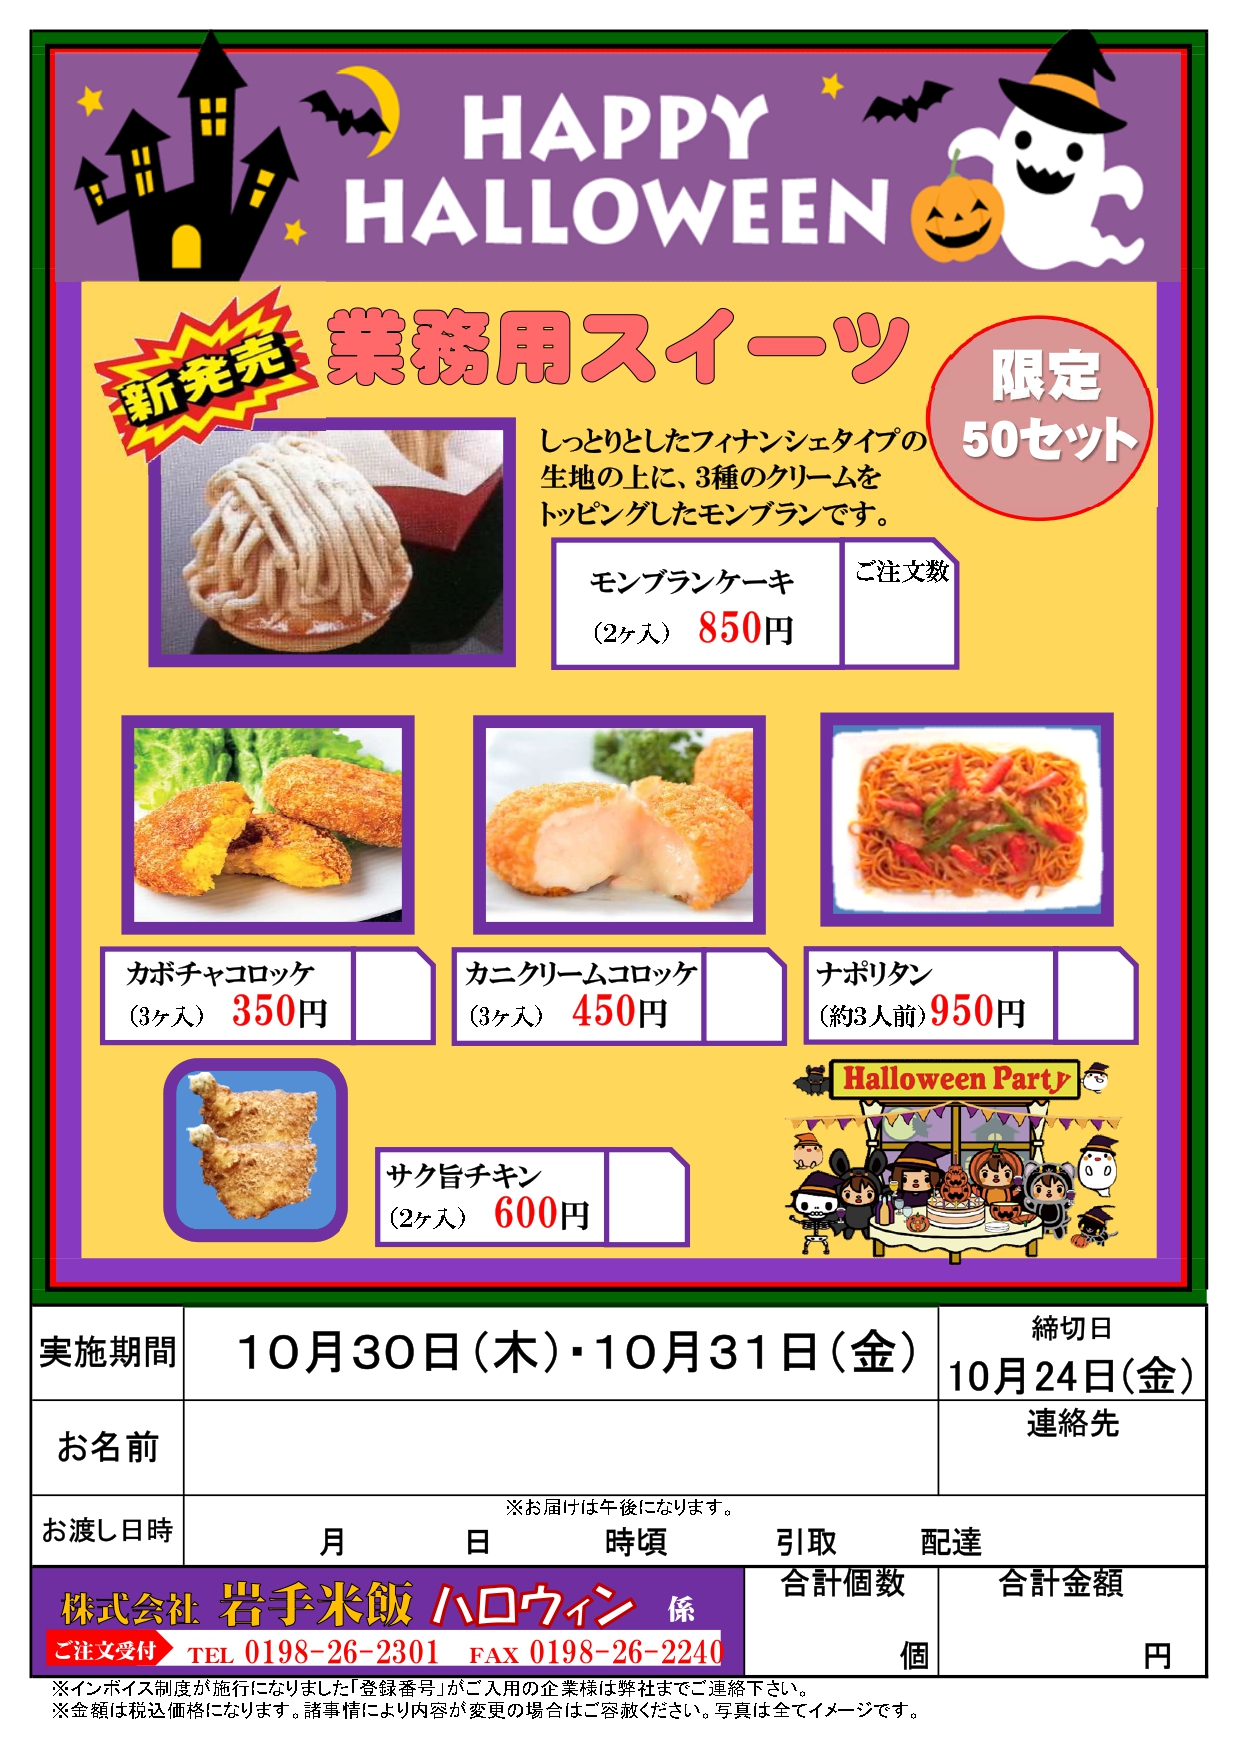 HAPPY
HALLOWEEN
新発売
業務用スイーツ
限定
50セット
しっとりとしたフィナンシェタイプの
生地の上に、3種のクリームを
トッピングしたモンブランです。
モンブランケーキ
（2ヶ入） 850円
ご注文数
カボチャコロッケ
（3ヶ入） 350円
カニクリームコロッケ
（3ヶ入） 450円
ナポリタン
（約3人前）950円
Halloween Party
サク旨チキン
（2ヶ入） 600円
実施期間
10月30日（木）・10月31日（金）
締切日
10月24日（金）
お名前
連絡先
お渡し日時
※お届けは午後になります。
月 日 時頃 引取 配達
株式会社 岩手米飯 ハロウィン 係
ご注文受付 TEL 0198-26-2301 FAX 0198-26-2240
合計個数
個
合計金額
円
※インボイス制度が施行になりました「登録番号」がご入用の企業様は弊社までご連絡下さい。
※金額は税込価格になります。諸事情により内容が変更の場合はご容赦ください。写真は全てイメージです。